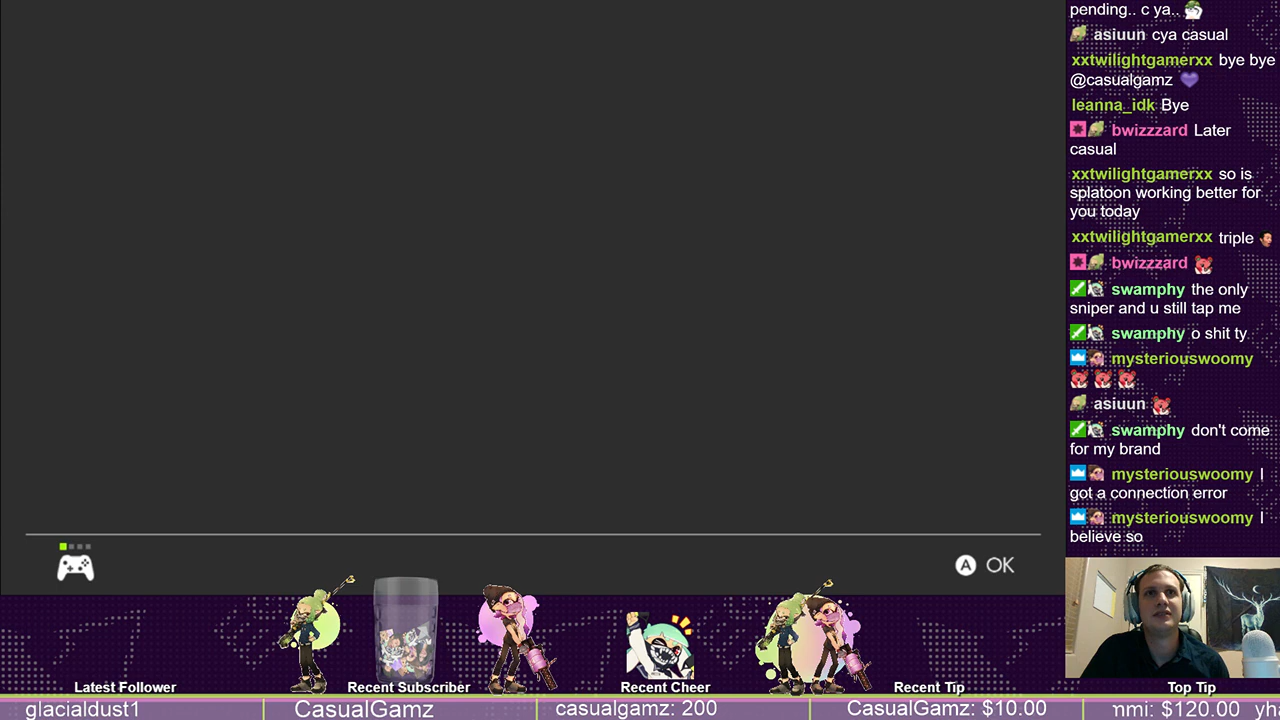 pending.. c ya..
asiuun cya casual
xxtwilightgamerxx bye bye
@casualgamz
leanna_idk Bye
bwizzzard Later
casual
xxtwilightgamerxx so is
splatoon working better for
you today
xxtwilightgamerxx triple
bwizzzard
swamphy the only
sniper and u still tap me
swamphy o shit ty
mysteriouswoomy
asiuun
swamphy don't come
for my brand
mysteriouswoomy I
got a connection error
mysteriouswoomy I
believe so
A OK
Latest Follower
Recent Subscriber
Recent Cheer
Recent Tip
Top Tip
glacialdust1
CasualGamz
casualgamz: 200
CasualGamz: $10.00
nmi: $120.00 yh